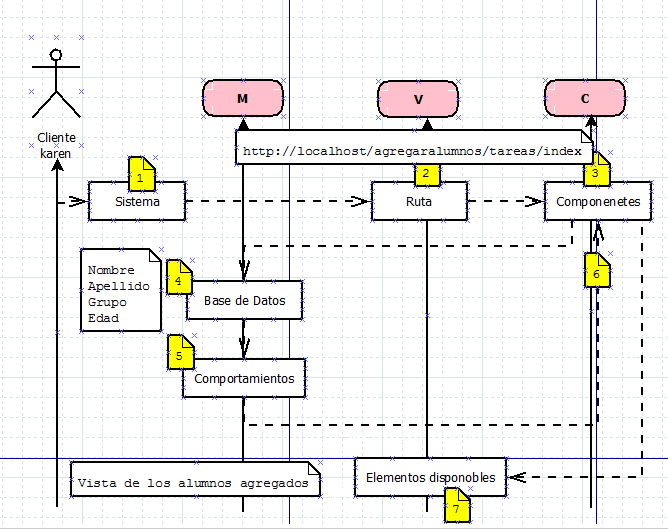 M
V
C
Cliente
karen
http://localhost/agregaralumnos/tareas/index
1
2
3
Sistema
Ruta
Componenetes
Nombre
Apellido
Grupo
Edad
4
6
Base de Datos
5
Comportamientos
Vista de los alumnos agregados
Elementos disponobles
7